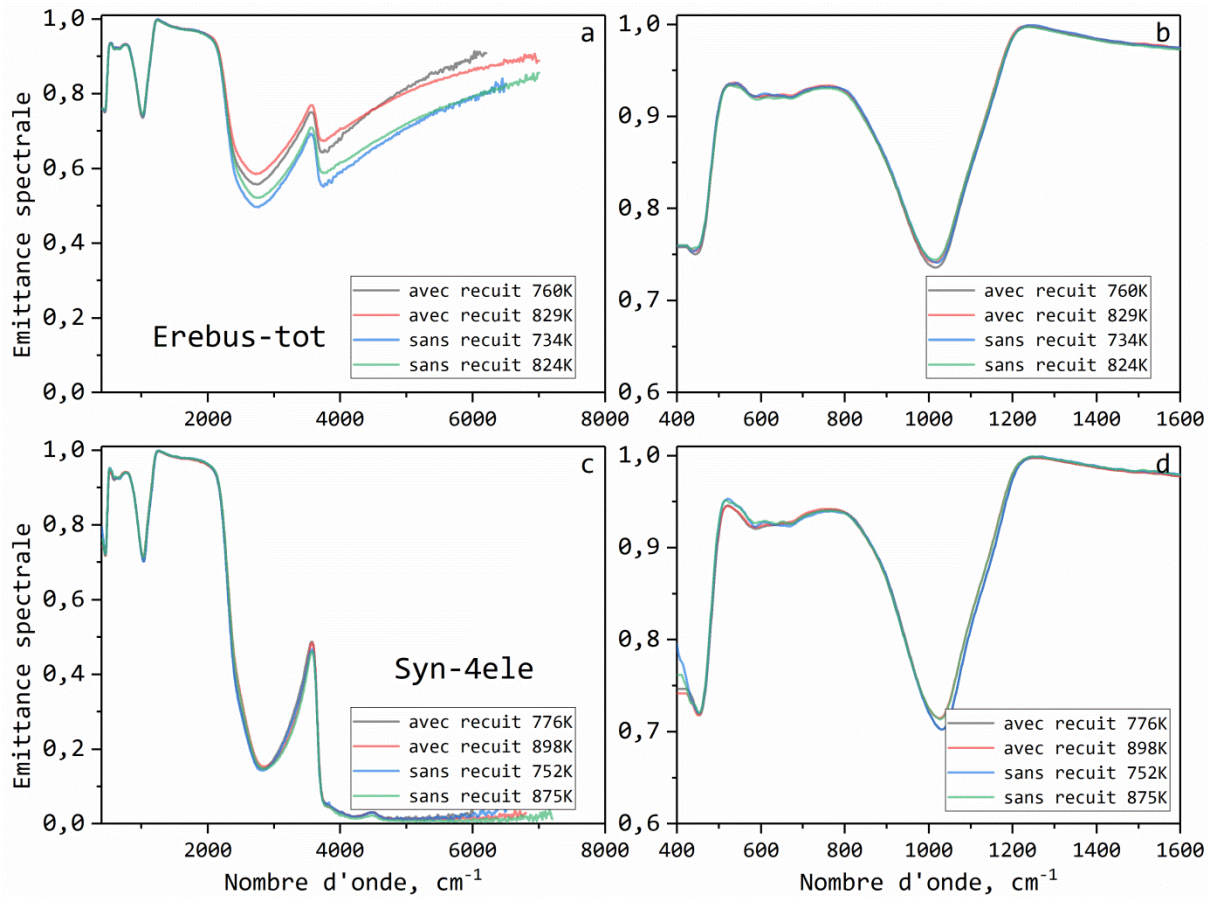 Emittance spectrale
1,0
0,8
0,6
0,4
0,2
0,0
a
Erebus-tot
avec recuit 760K
avec recuit 829K
sans recuit 734K
sans recuit 824K
2000 4000 6000 8000
1,0
0,9
0,8
0,7
0,6
b
avec recuit 760K
avec recuit 829K
sans recuit 734K
sans recuit 824K
400 600 800 1000 1200 1400 1600
Emittance spectrale
1,0
0,8
0,6
0,4
0,2
0,0
c
Syn-4ele
avec recuit 776K
avec recuit 898K
sans recuit 752K
sans recuit 875K
2000 4000 6000 8000
Nombre d'onde, cm-1
1,0
0,9
0,8
0,7
0,6
d
avec recuit 776K
avec recuit 898K
sans recuit 752K
sans recuit 875K
400 600 800 1000 1200 1400 1600
Nombre d'onde, cm-1